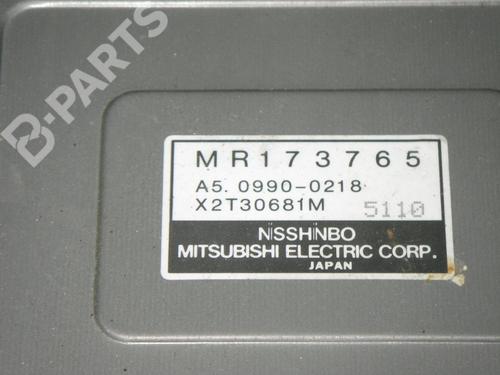 B-PARTS
MR173765
A5. 0990-0218
X2T30681M 5110
NISSHINBO
MITSUBISHI ELECTRIC CORP.
JAPAN